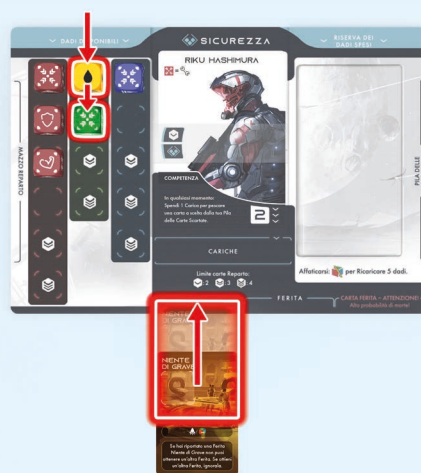 DADI DISPONIBILI
SICUREZZA
RISERVA DEI
DADI SPESI
RIKU HASHIMURA
MAZZO REPARTO
PILA DELLE
COMPETENZA
In qualsiasi momento:
Spendi 1 Carica per pescare
una carta a scelta dalla tua Pila
delle Carte Scartate.
2
CARICHE
Limite carte Reparto:
:2 :3 :4
Affaticarsi: per Ricaricare 5 dadi.
FERITA
CARTA FERITA – ATTENZIONE!
Alta probabilità di morte!
NIENTE
DI GRAVE
NIENTE
DI GRAVE
Se hai riportato una Ferita
Niente di Grave non puoi
ottenere un'altra Ferita. Se ottieni
un'altra Ferita, ignorala.